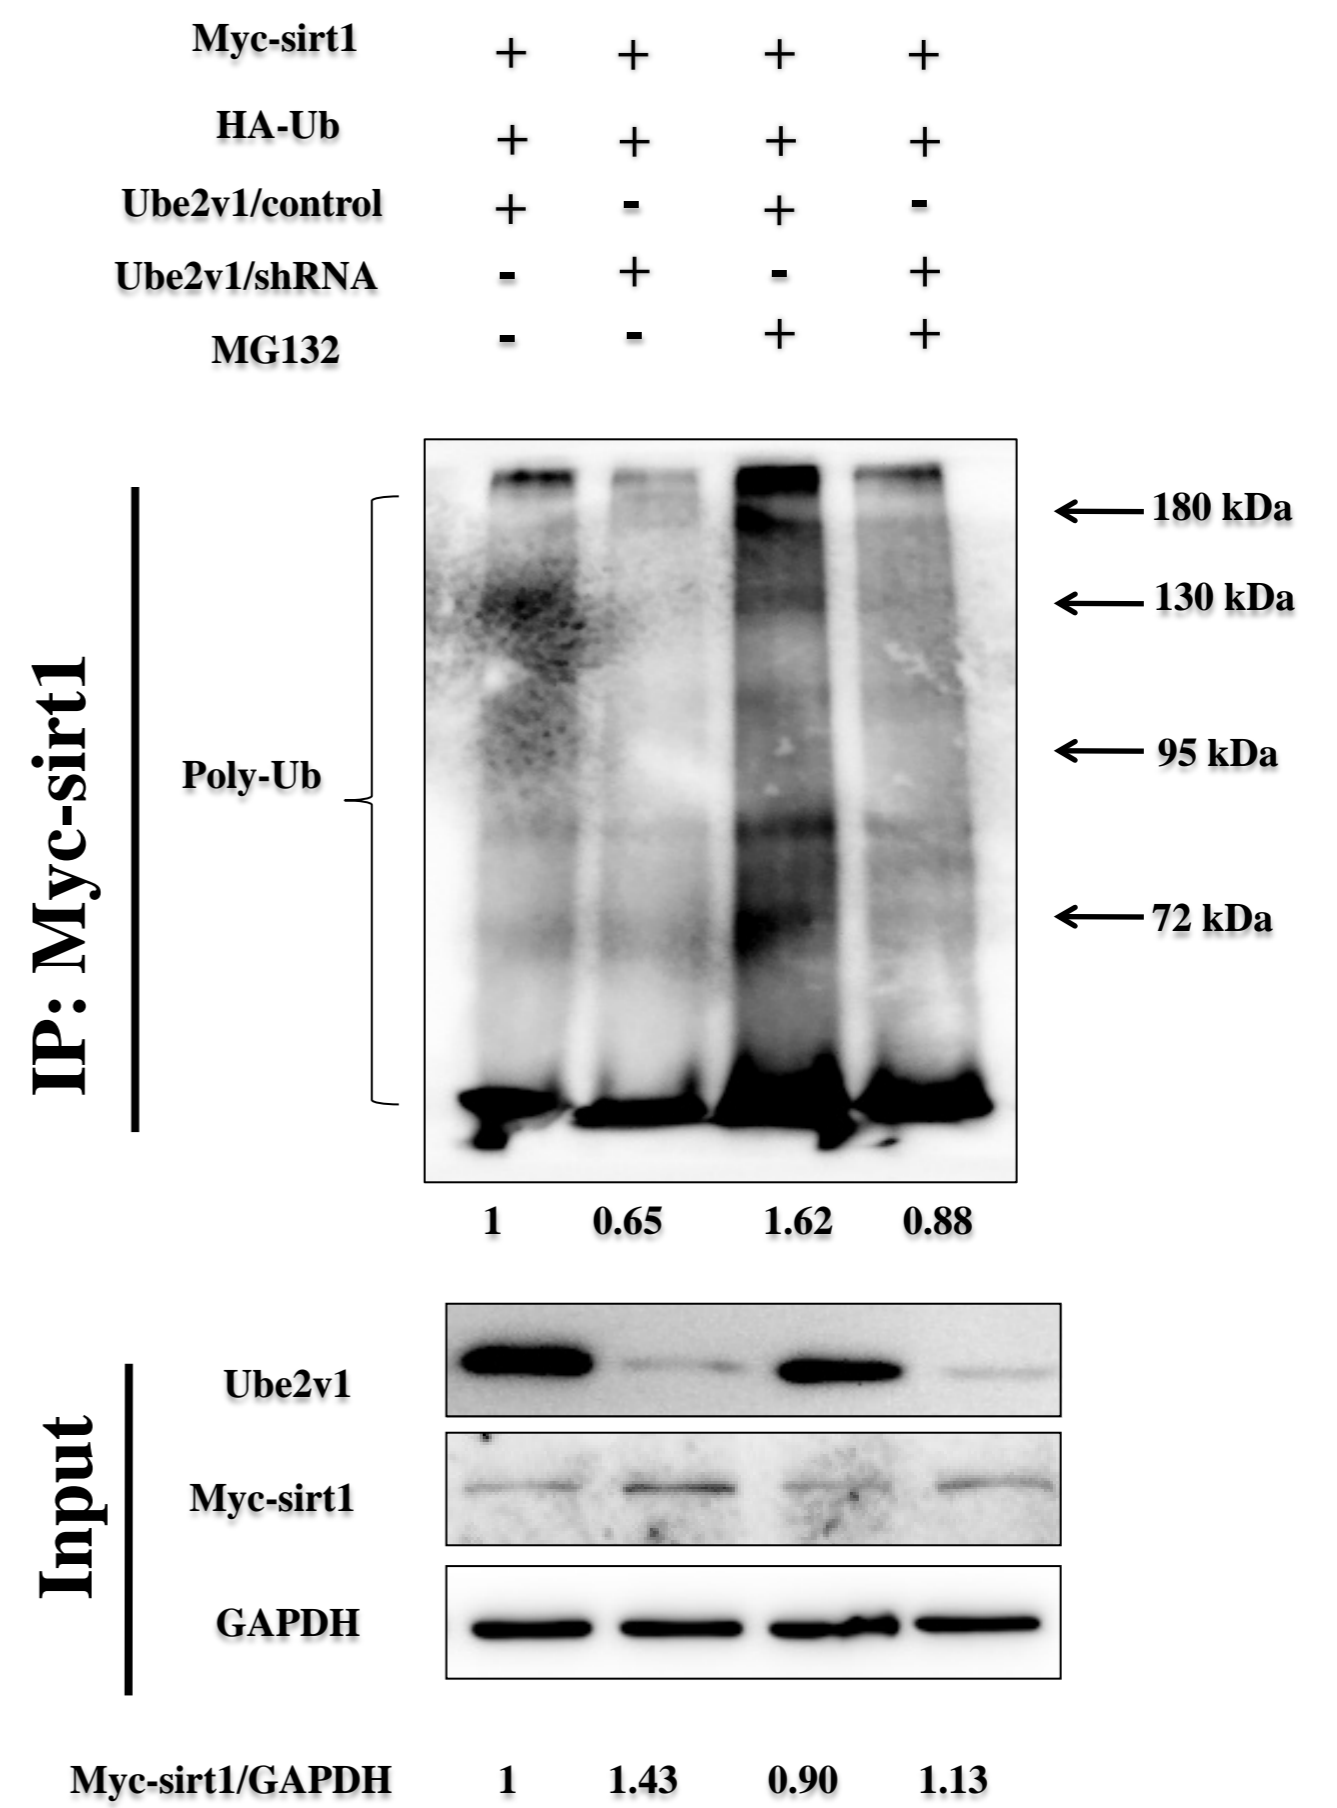 Myc-sirt1 + + + +
HA-Ub + + + +
Ube2v1/control + - + -
Ube2v1/shRNA - + - +
MG132 - - + +
IP: Myc-sirt1
Poly-Ub
180 kDa
130 kDa
95 kDa
72 kDa
1 0.65 1.62 0.88
Input
Ube2v1
Myc-sirt1
GAPDH
Myc-sirt1/GAPDH 1 1.43 0.90 1.13